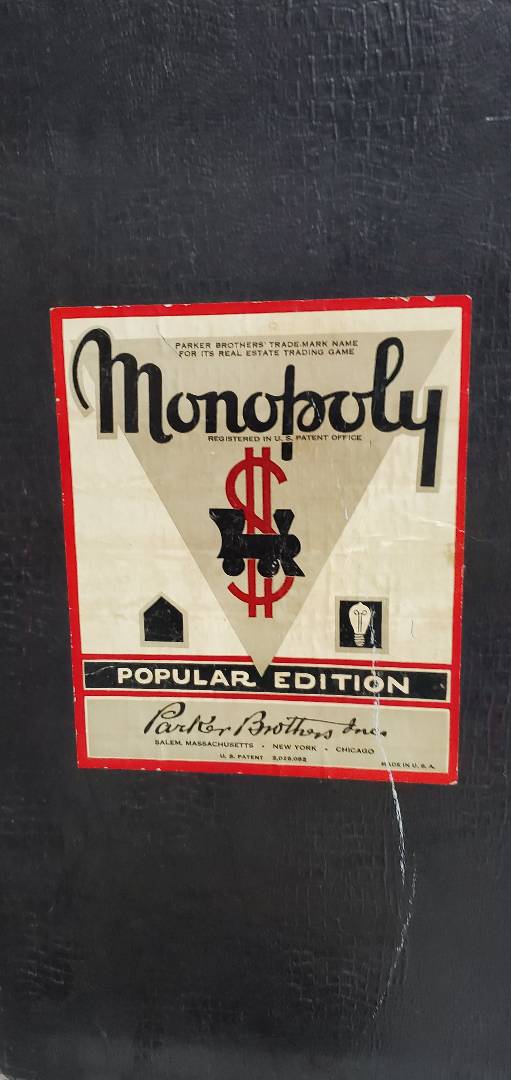 PARKER BROTHERS' TRADE-MARK NAME
FOR ITS REAL ESTATE TRADING GAME
Monopoly
REGISTERED IN U. S. PATENT OFFICE
$
POPULAR EDITION
Parker Brothers Inc.
SALEM, MASSACHUSETTS • NEW YORK • CHICAGO
U. S. PATENT 2,026,082
MADE IN U. S. A.